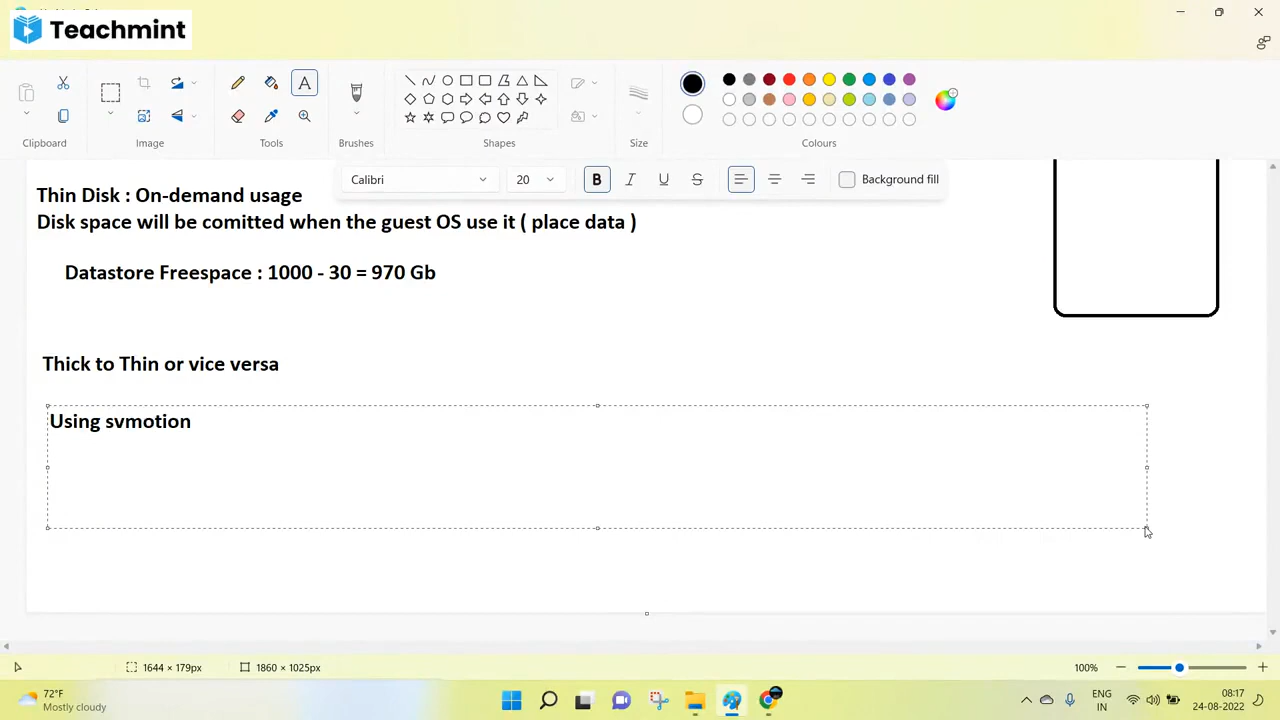 Teachmint
Clipboard
Image
Tools
Brushes
Shapes
Size
Colours
Calibri
20
B
I
U
S
Background fill
Thin Disk : On-demand usage
Disk space will be comitted when the guest OS use it ( place data )
Datastore Freespace : 1000 - 30 = 970 Gb
Thick to Thin or vice versa
Using svmotion
1644 × 179px
1860 × 1025px
100%
72°F
Mostly cloudy
ENG
IN
08:17
24-08-2022